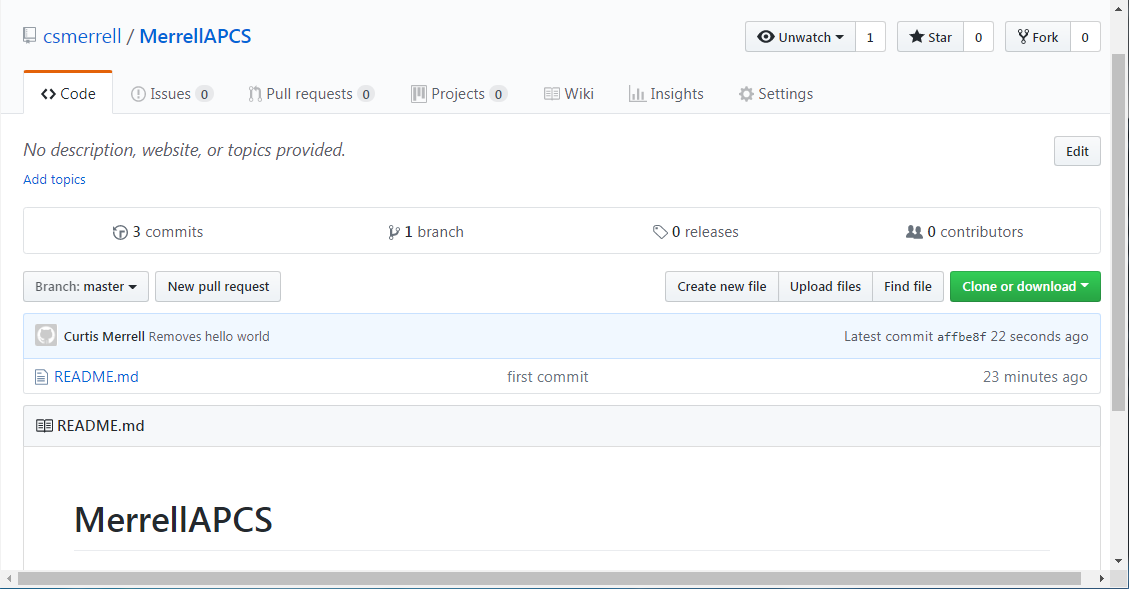 csmerrell / MerrellAPCS
Unwatch 1 Star 0 Fork 0
Code Issues 0 Pull requests 0 Projects 0 Wiki Insights Settings
No description, website, or topics provided.
Edit
Add topics
3 commits 1 branch 0 releases 0 contributors
Branch: master New pull request Create new file Upload files Find file Clone or download
Curtis Merrell Removes hello world Latest commit affbe8f 22 seconds ago
README.md first commit 23 minutes ago
README.md
MerrellAPCS